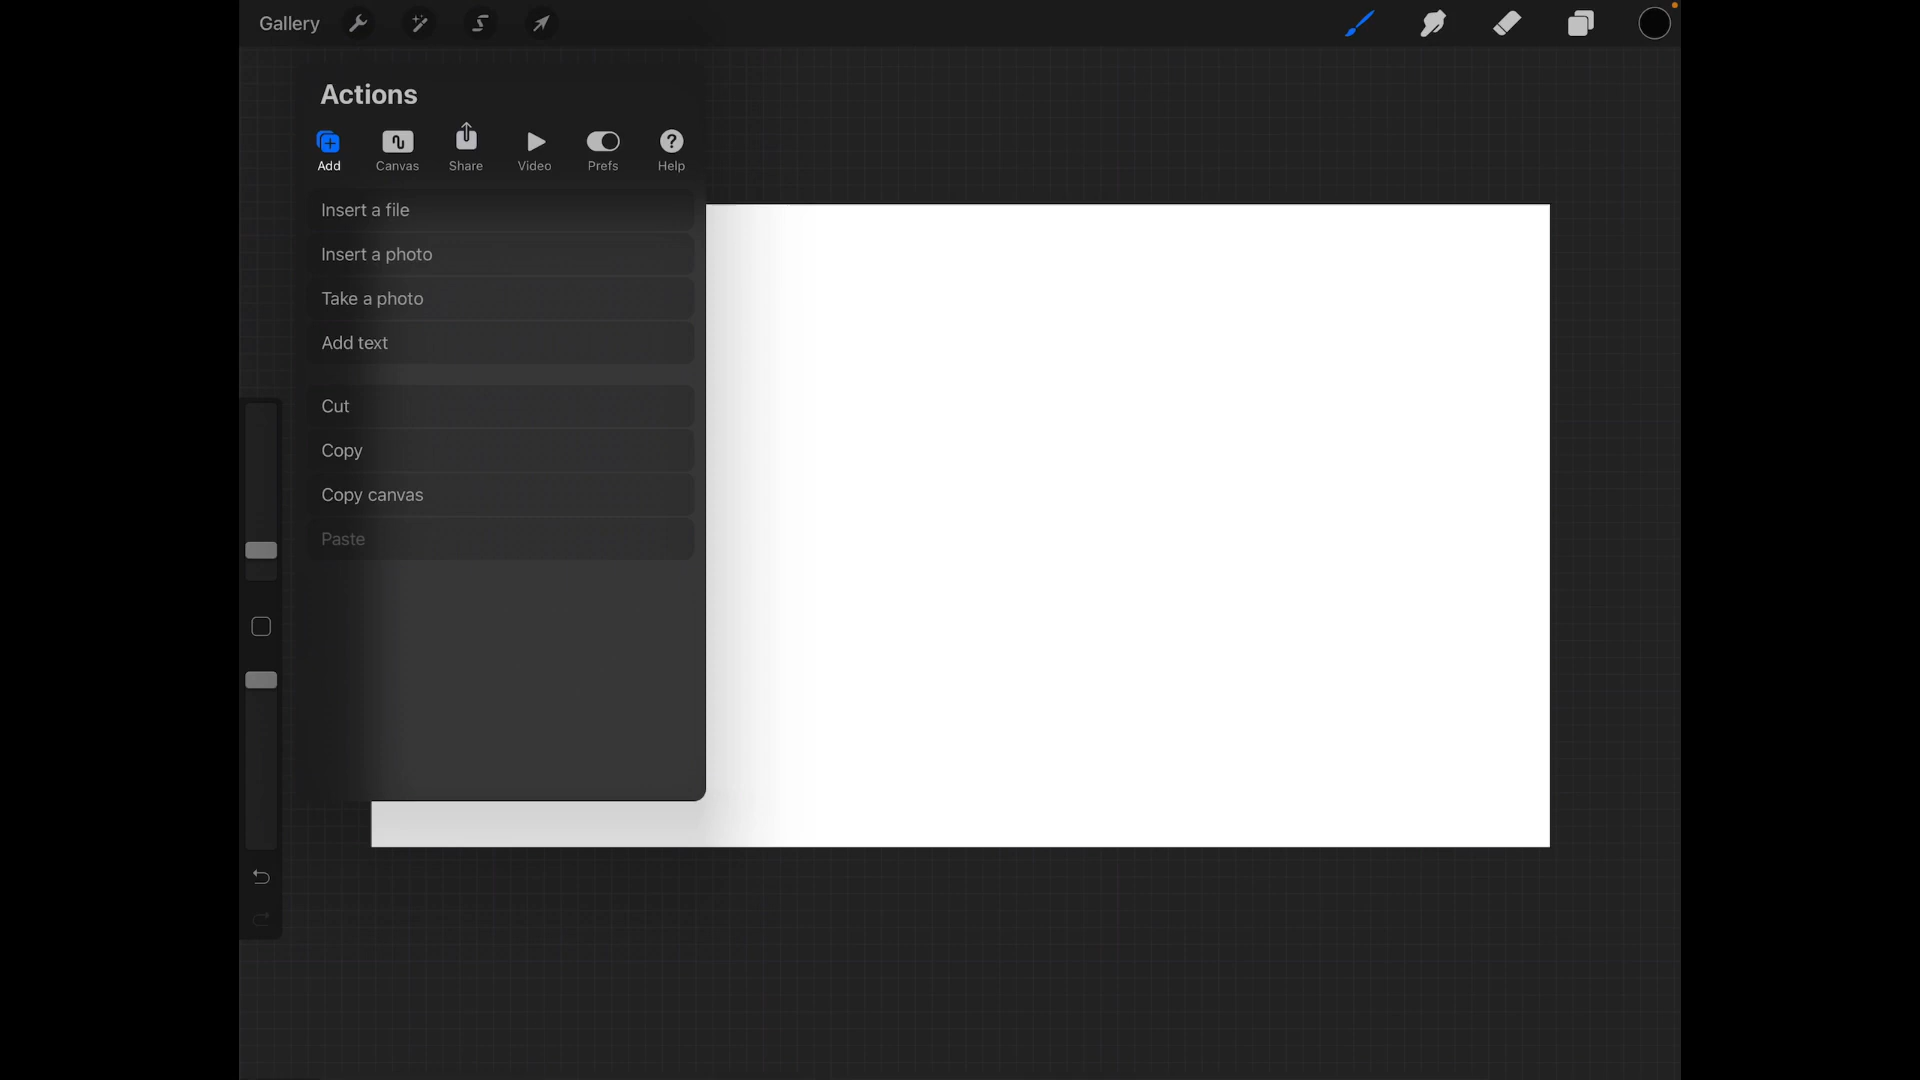 Gallery
Actions
Add Canvas Share Video Prefs Help
Insert a file
Insert a photo
Take a photo
Add text
Cut
Copy
Copy canvas
Paste